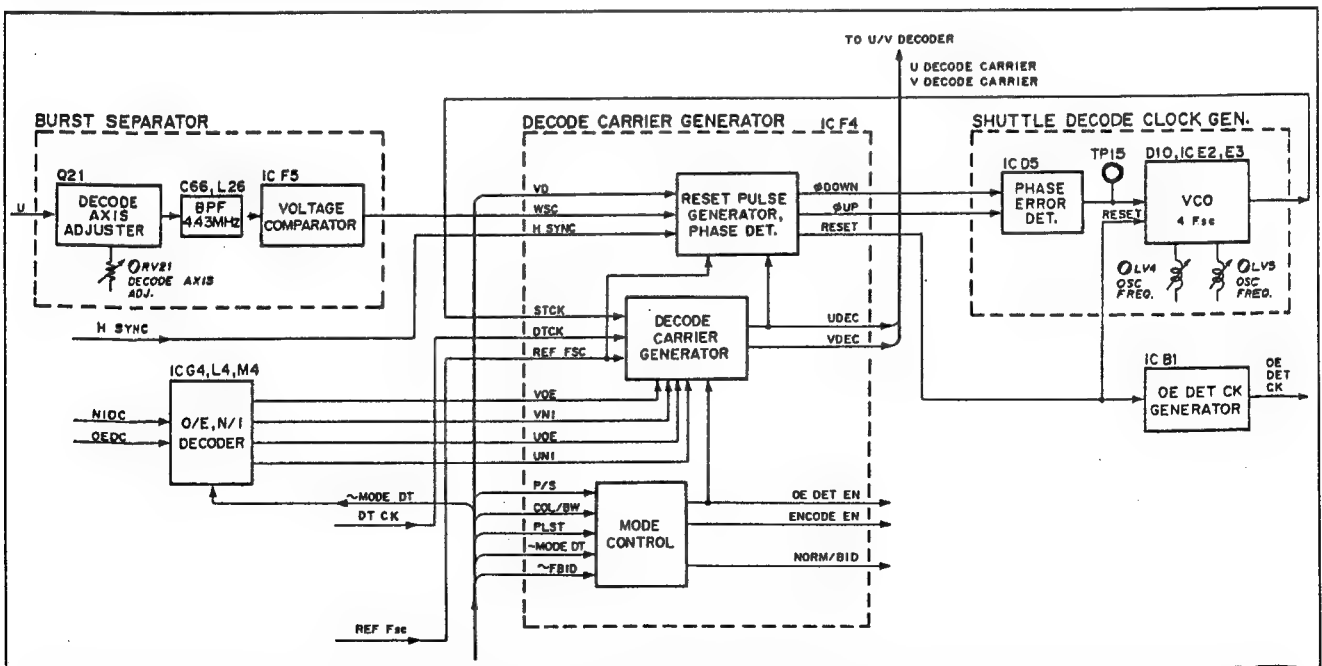 TO U/V DECODER
U DECODE CARRIER
V DECODE CARRIER
BURST SEPARATOR
Q21
DECODE
AXIS
ADJUSTER
C66, L26
BPF
4.43MHz
IC F5
VOLTAGE
COMPARATOR
U
RV21
DECODE AXIS
ADJ.
H SYNC
DECODE CARRIER GENERATOR
IC F4
VD
WSC
H SYNC
RESET PULSE
GENERATOR,
PHASE DET.
ØDOWN
ØUP
RESET
STCK
DTCK
REF FSC
DECODE
CARRIER
GENERATOR
UDEC
VDEC
SHUTTLE DECODE CLOCK GEN.
IC D5
PHASE
ERROR
DET.
TP15
RESET
D10, IC E2, E3
VCO
4 Fsc
LV4
OSC
FREQ.
LV5
OSC
FREQ.
IC B1
OE DET CK
GENERATOR
OE
DET
CK
IC G4, L4, M4
NIDC
OEDC
O/E, N/I
DECODER
VOE
VNI
UOE
UNI
~MODE DT
DT CK
P/S
COL/BW
PLST
~MODE DT
~FBID
MODE
CONTROL
OE DET EN
ENCODE EN
NORM/BID
REF Fsc